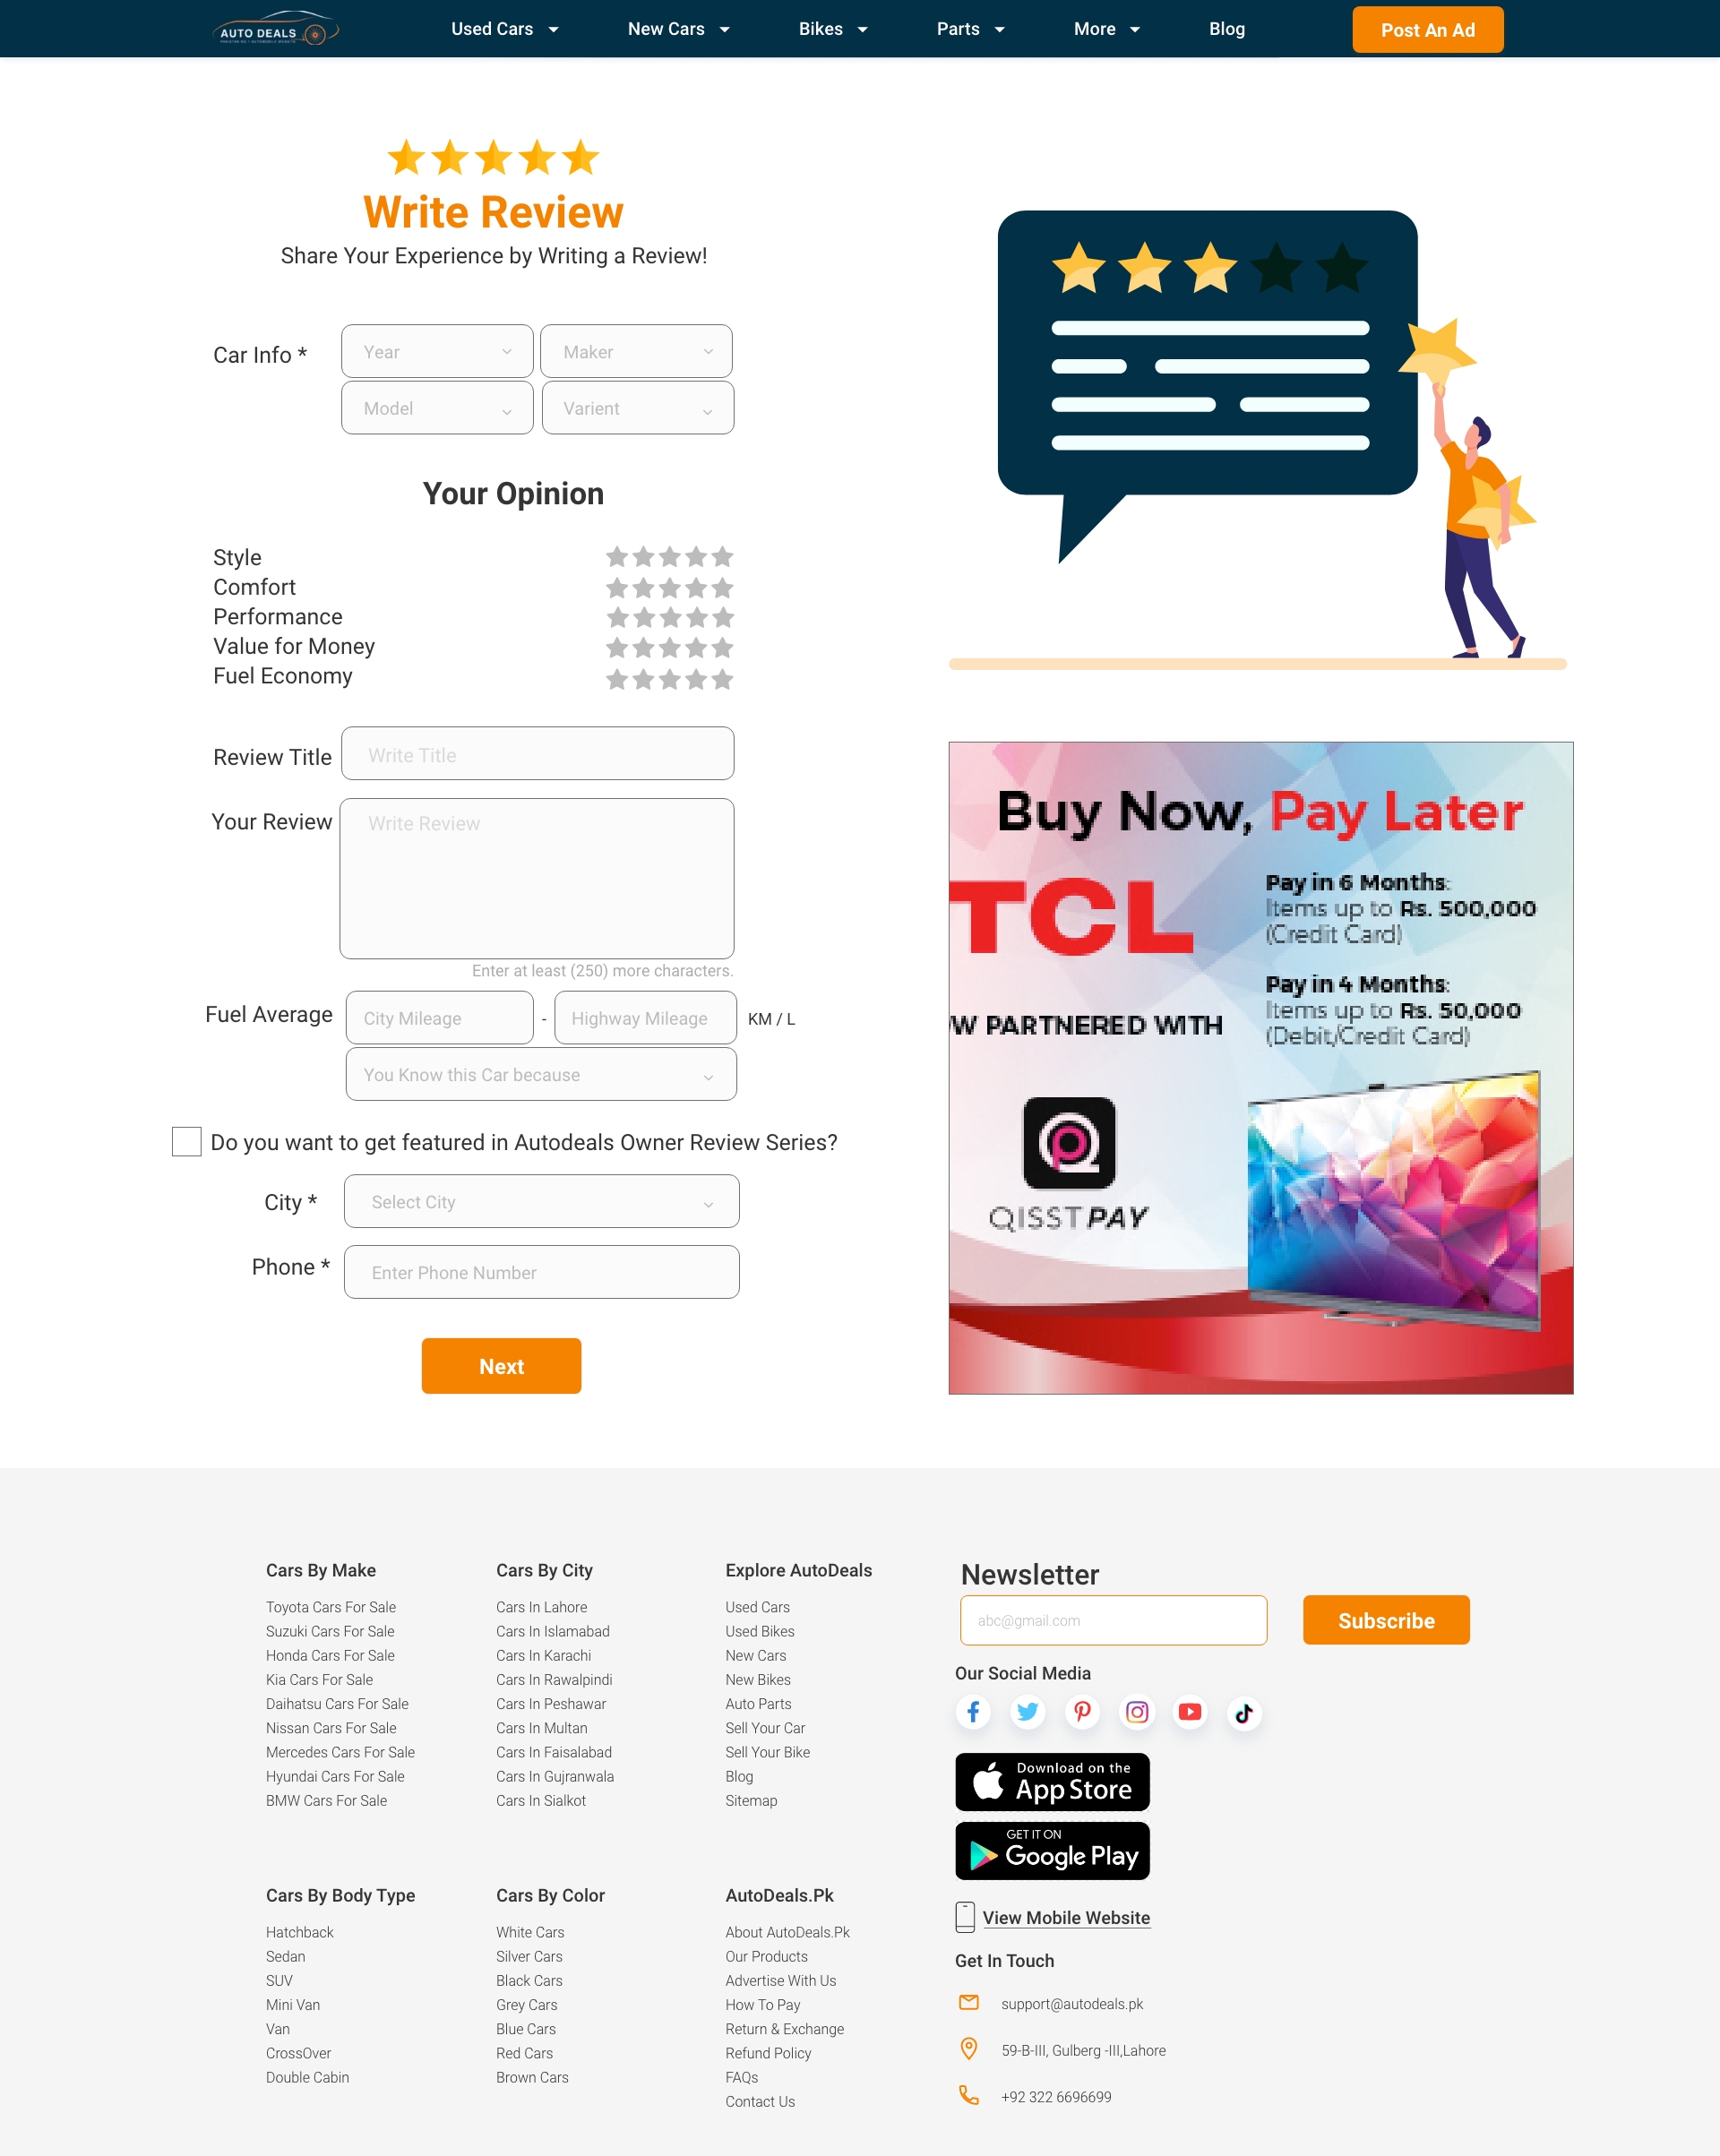 AUTO DEALS
Used Cars
New Cars
Bikes
Parts
More
Blog
Post An Ad
Write Review
Share Your Experience by Writing a Review!
Car Info *
Year
Maker
Model
Varient
Your Opinion
Style
Comfort
Performance
Value for Money
Fuel Economy
Review Title
Write Title
Your Review
Write Review
Enter at least (250) more characters.
Fuel Average
City Mileage
-
Highway Mileage
KM / L
You Know this Car because
Do you want to get featured in Autodeals Owner Review Series?
City *
Select City
Phone *
Enter Phone Number
Next
Buy Now, Pay Later
TCL
Pay in 6 Months:
Items up to Rs. 500,000
(Credit Card)
Pay in 4 Months:
Items up to Rs. 50,000
(Debit/Credit Card)
W PARTNERED WITH
QISSTPAY
Cars By Make
Toyota Cars For Sale
Suzuki Cars For Sale
Honda Cars For Sale
Kia Cars For Sale
Daihatsu Cars For Sale
Nissan Cars For Sale
Mercedes Cars For Sale
Hyundai Cars For Sale
BMW Cars For Sale
Cars By City
Cars In Lahore
Cars In Islamabad
Cars In Karachi
Cars In Rawalpindi
Cars In Peshawar
Cars In Multan
Cars In Faisalabad
Cars In Gujranwala
Cars In Sialkot
Explore AutoDeals
Used Cars
Used Bikes
New Cars
New Bikes
Auto Parts
Sell Your Car
Sell Your Bike
Blog
Sitemap
Newsletter
abc@gmail.com
Subscribe
Our Social Media
Download on the
App Store
GET IT ON
Google Play
View Mobile Website
Get In Touch
support@autodeals.pk
59-B-III, Gulberg -III,Lahore
+92 322 6696699
Cars By Body Type
Hatchback
Sedan
SUV
Mini Van
Van
CrossOver
Double Cabin
Cars By Color
White Cars
Silver Cars
Black Cars
Grey Cars
Blue Cars
Red Cars
Brown Cars
AutoDeals.Pk
About AutoDeals.Pk
Our Products
Advertise With Us
How To Pay
Return & Exchange
Refund Policy
FAQs
Contact Us